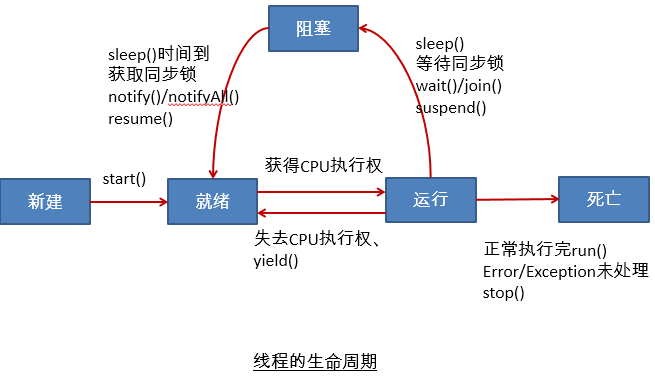 阻塞
sleep()时间到
获取同步锁
notify()/notifyAll()
resume()
sleep()
等待同步锁
wait()/join()
suspend()
新建
start()
就绪
获得CPU执行权
失去CPU执行权、
yield()
运行
死亡
正常执行完run()
Error/Exception未处理
stop()
线程的生命周期